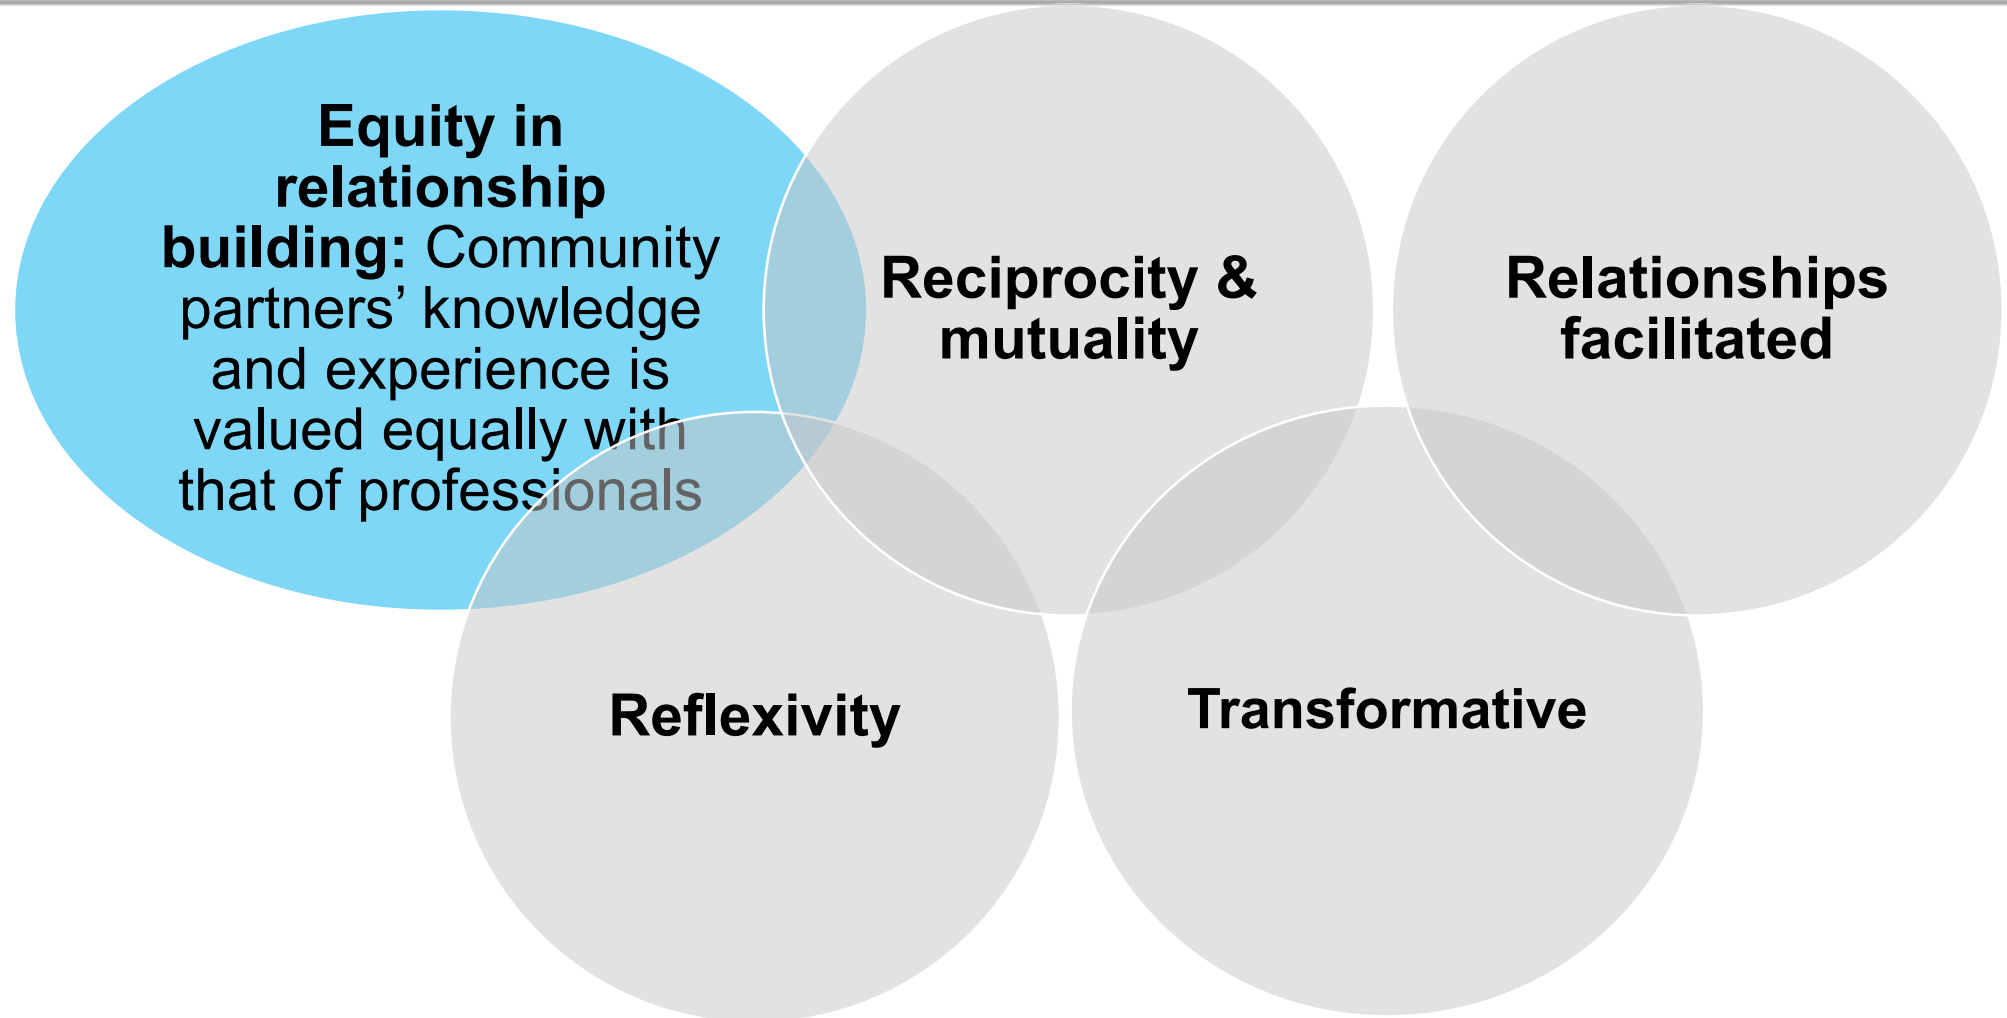 Equity in
relationship
building: Community
partners’ knowledge
and experience is
valued equally with
that of professionals
Reciprocity &
mutuality
Relationships
facilitated
Reflexivity
Transformative